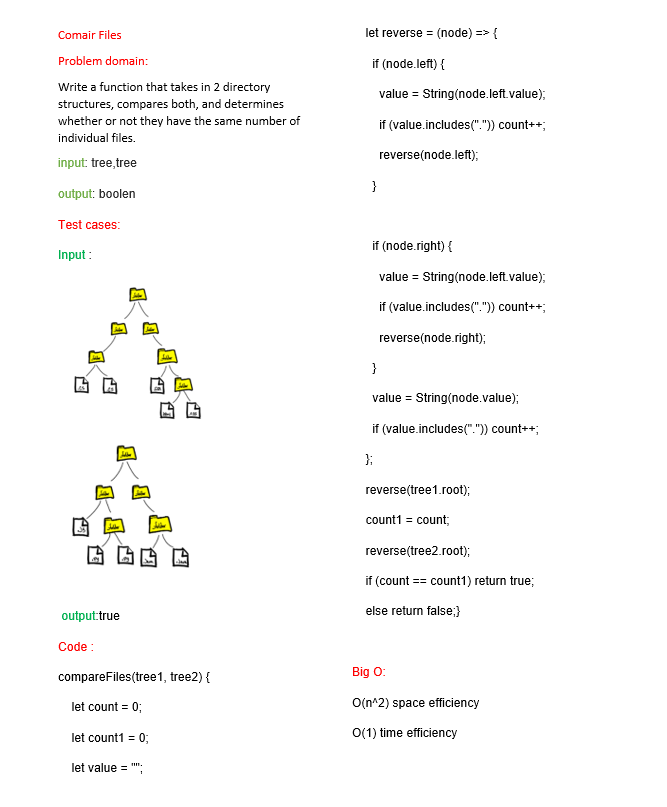 Comair Files
Problem domain:
Write a function that takes in 2 directory
structures, compares both, and determines
whether or not they have the same number of
individual files.
input: tree,tree
output: boolen
Test cases:
Input :
output:true
Code :
compareFiles(tree1, tree2) {
let count = 0;
let count1 = 0;
let value = "";
let reverse = (node) => {
if (node.left) {
value = String(node.left.value);
if (value.includes(".")) count++;
reverse(node.left);
}
if (node.right) {
value = String(node.left.value);
if (value.includes(".")) count++;
reverse(node.right);
}
value = String(node.value);
if (value.includes(".")) count++;
};
reverse(tree1.root);
count1 = count;
reverse(tree2.root);
if (count == count1) return true;
else return false;}
Big O:
O(n^2) space efficiency
O(1) time efficiency